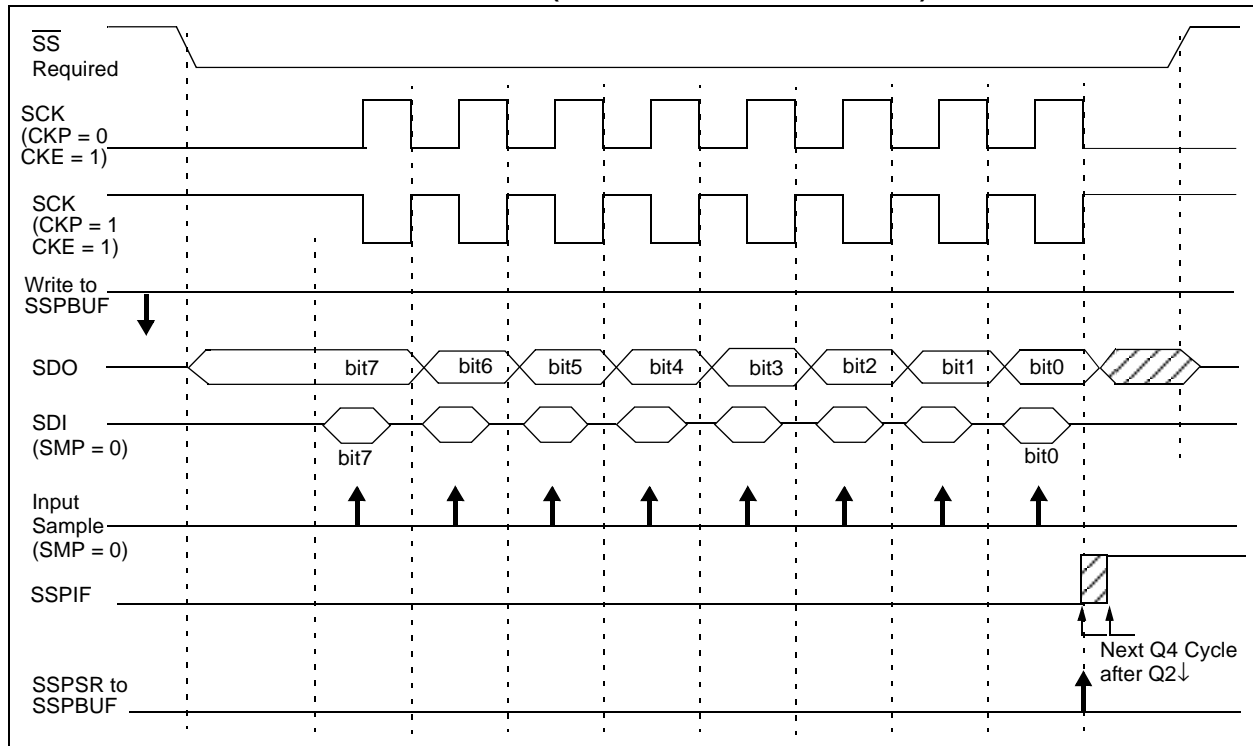 SS
Required
SCK
(CKP = 0
CKE = 1)
SCK
(CKP = 1
CKE = 1)
Write to
SSPBUF
SDO
bit7 bit6 bit5 bit4 bit3 bit2 bit1 bit0
SDI
(SMP = 0)
bit7 bit0
Input
Sample
(SMP = 0)
SSPIF
Next Q4 Cycle
after Q2↓
SSPSR to
SSPBUF